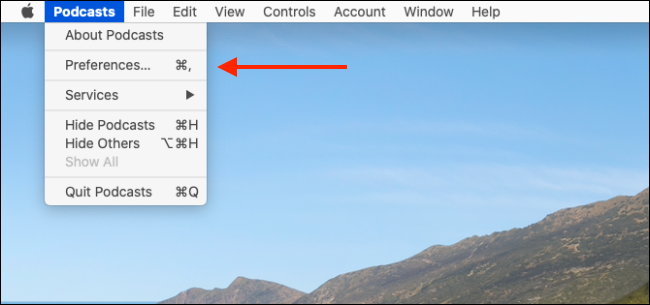 Podcasts File Edit View Controls Account Window Help
About Podcasts
Preferences... ⌘,
Services ▶
Hide Podcasts ⌘H
Hide Others ⌥⌘H
Show All
Quit Podcasts ⌘Q